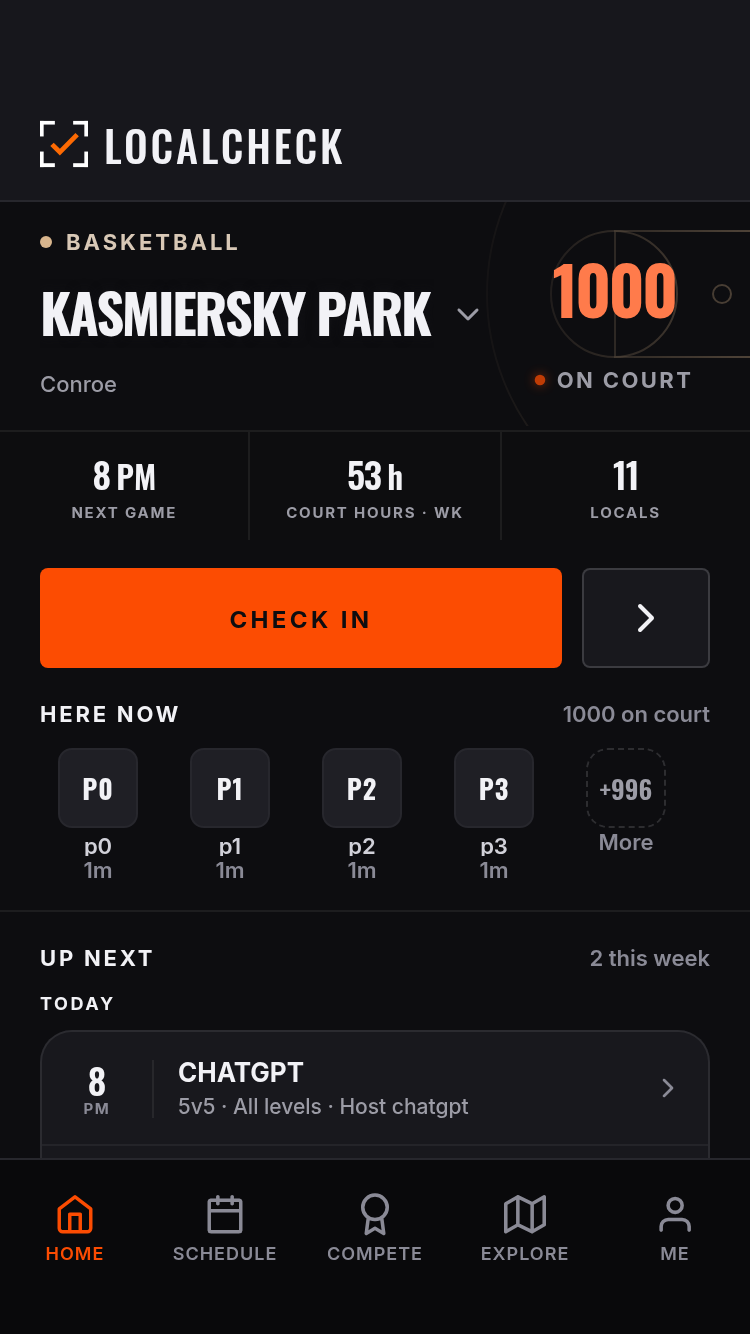 LOCALCHECK
BASKETBALL
KASMIERSKY PARK
Conroe
1000
ON COURT
8 PM
NEXT GAME
53 h
COURT HOURS · WK
11
LOCALS
CHECK IN
HERE NOW
1000 on court
P0
P1
P2
P3
+996
p0
p1
p2
p3
More
1m
1m
1m
1m
UP NEXT
2 this week
TODAY
8
PM
CHATGPT
5v5 · All levels · Host chatgpt
HOME
SCHEDULE
COMPETE
EXPLORE
ME